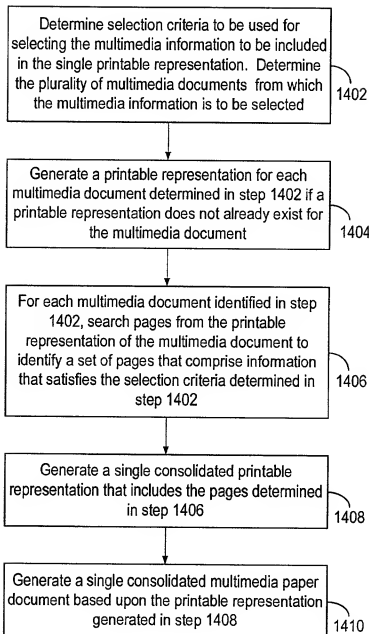 Determine selection criteria to be used for
selecting the multimedia information to be included
in the single printable representation. Determine
the plurality of multimedia documents from which
the multimedia information is to be selected
1402
Generate a printable representation for each
multimedia document determined in step 1402 if a
printable representation does not already exist for
the multimedia document
1404
For each multimedia document identified in step
1402, search pages from the printable
representation of the multimedia document to
identify a set of pages that comprise information
that satisfies the selection criteria determined in
step 1402
1406
Generate a single consolidated printable
representation that includes the pages determined
in step 1406
1408
Generate a single consolidated multimedia paper
document based upon the printable representation
generated in step 1408
1410